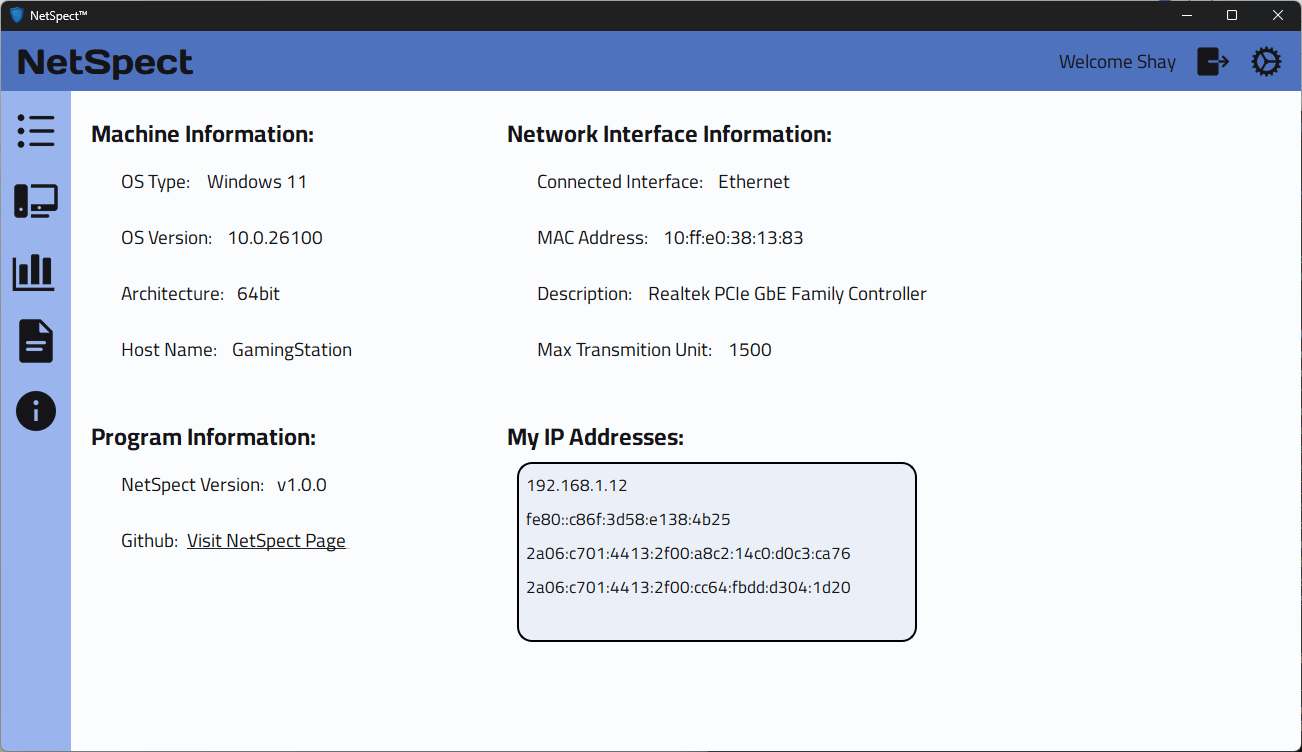 NetSpect™
NetSpect
Welcome Shay
Machine Information:
OS Type: Windows 11
OS Version: 10.0.26100
Architecture: 64bit
Host Name: GamingStation
Network Interface Information:
Connected Interface: Ethernet
MAC Address: 10:ff:e0:38:13:83
Description: Realtek PCIe GbE Family Controller
Max Transmition Unit: 1500
Program Information:
NetSpect Version: v1.0.0
Github: Visit NetSpect Page
My IP Addresses:
192.168.1.12
fe80::c86f:3d58:e138:4b25
2a06:c701:4413:2f00:a8c2:14c0:d0c3:ca76
2a06:c701:4413:2f00:cc64:fbdd:d304:1d20